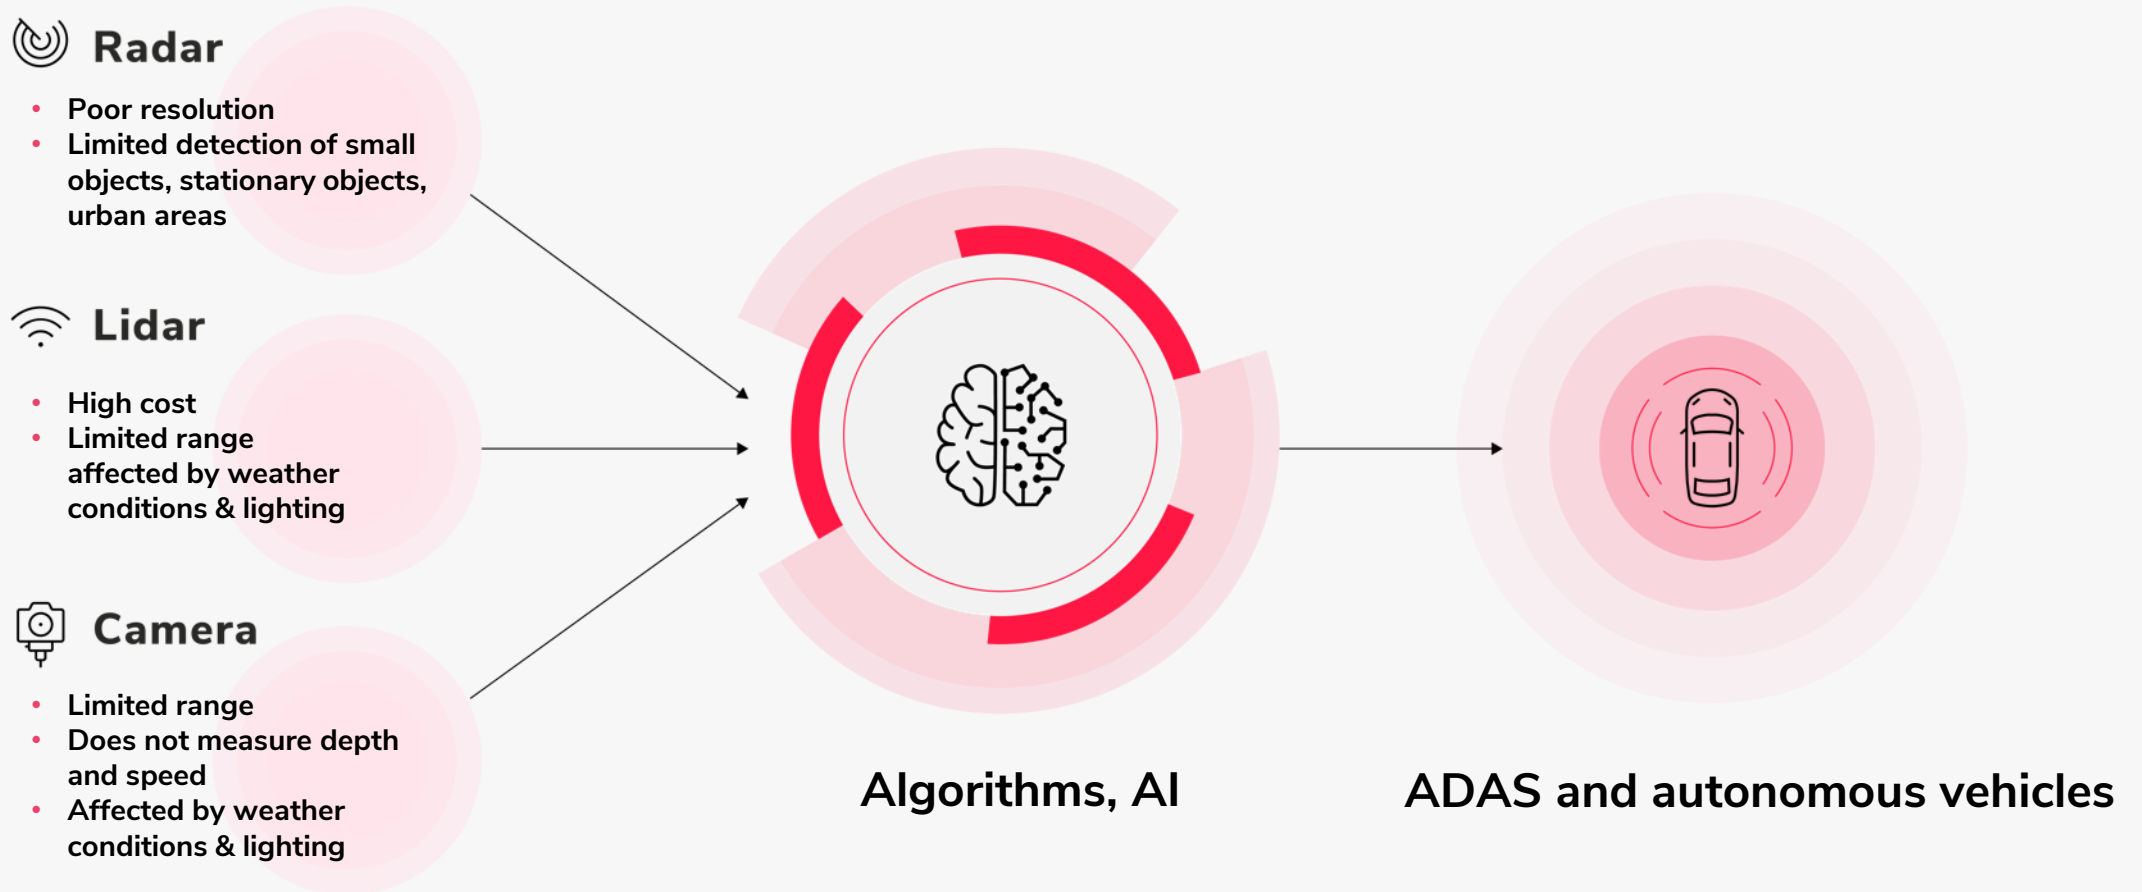 Radar
• Poor resolution
• Limited detection of small
objects, stationary objects,
urban areas
Lidar
• High cost
• Limited range
affected by weather
conditions & lighting
Camera
• Limited range
• Does not measure depth
and speed
• Affected by weather
conditions & lighting
Algorithms, AI
ADAS and autonomous vehicles